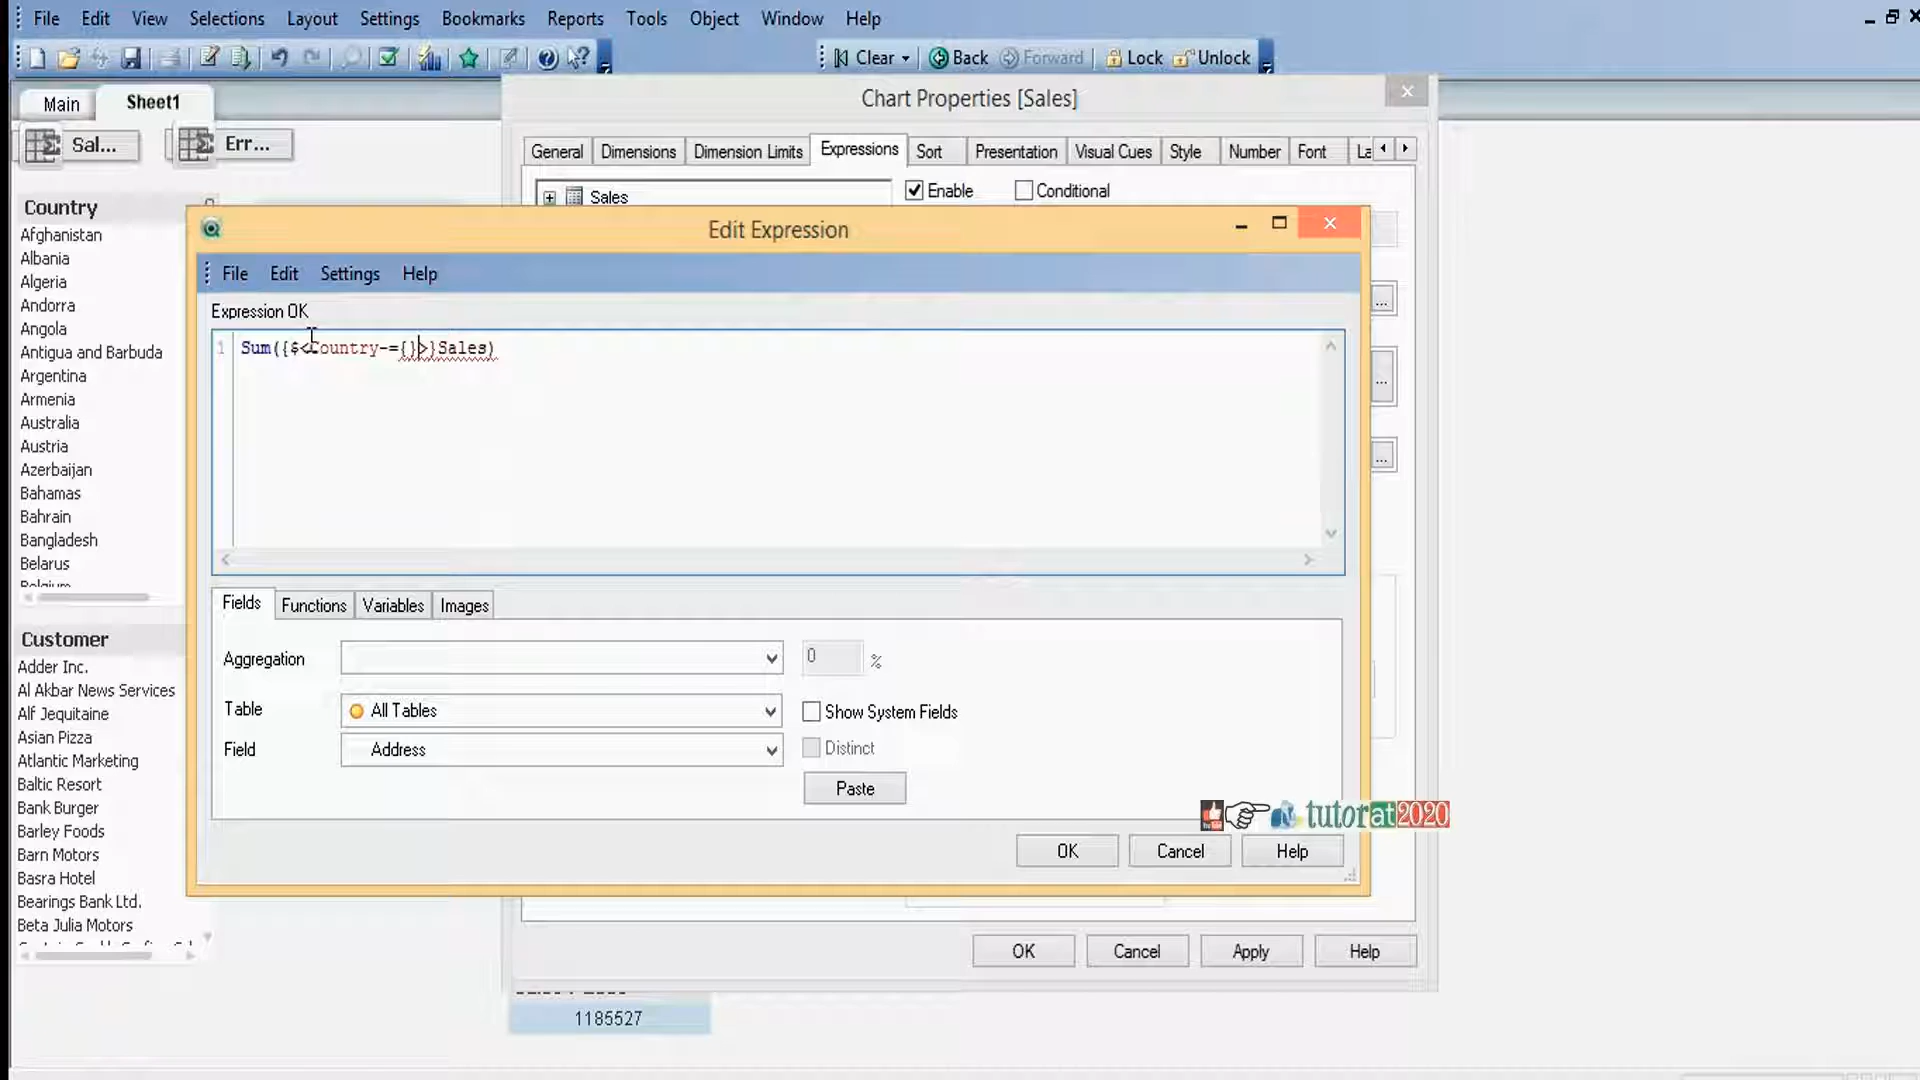 File Edit View Selections Layout Settings Bookmarks Reports Tools Object Window Help
Clear Back Forward Lock Unlock
Main Sheet1
Sal... Err...
Country
Afghanistan
Albania
Algeria
Andorra
Angola
Antigua and Barbuda
Argentina
Armenia
Australia
Austria
Azerbaijan
Bahamas
Bahrain
Bangladesh
Belarus
Belgium
Customer
Adder Inc.
Al Akbar News Services
Alf Jequitaine
Asian Pizza
Atlantic Marketing
Baltic Resort
Bank Burger
Barley Foods
Barn Motors
Basra Hotel
Bearings Bank Ltd.
Beta Julia Motors
Chart Properties [Sales]
General Dimensions Dimension Limits Expressions Sort Presentation Visual Cues Style Number Font La
Sales
Enable Conditional
Edit Expression
File Edit Settings Help
Expression OK
1 Sum({$<Country-={}>}Sales)
Fields Functions Variables Images
Aggregation 0 %
Table All Tables Show System Fields
Field Address Distinct
Paste
tutorat2020
OK Cancel Help
OK Cancel Apply Help
1185527